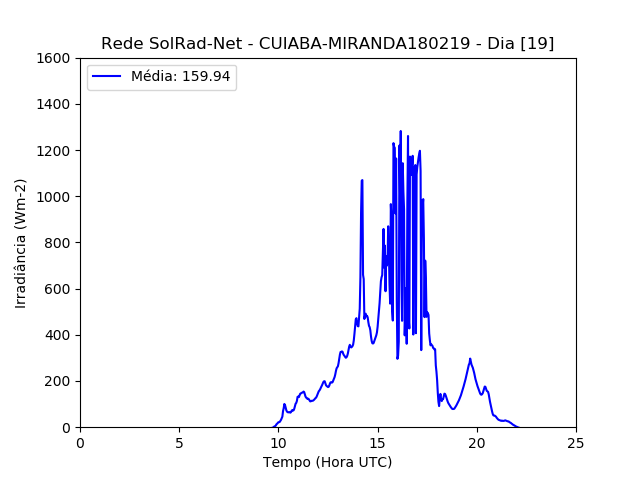 Rede SolRad-Net - CUIABA-MIRANDA180219 - Dia [19]
Média: 159.94
1600
1400
1200
1000
800
600
400
200
0
Irradiância (Wm-2)
0 5 10 15 20 25
Tempo (Hora UTC)